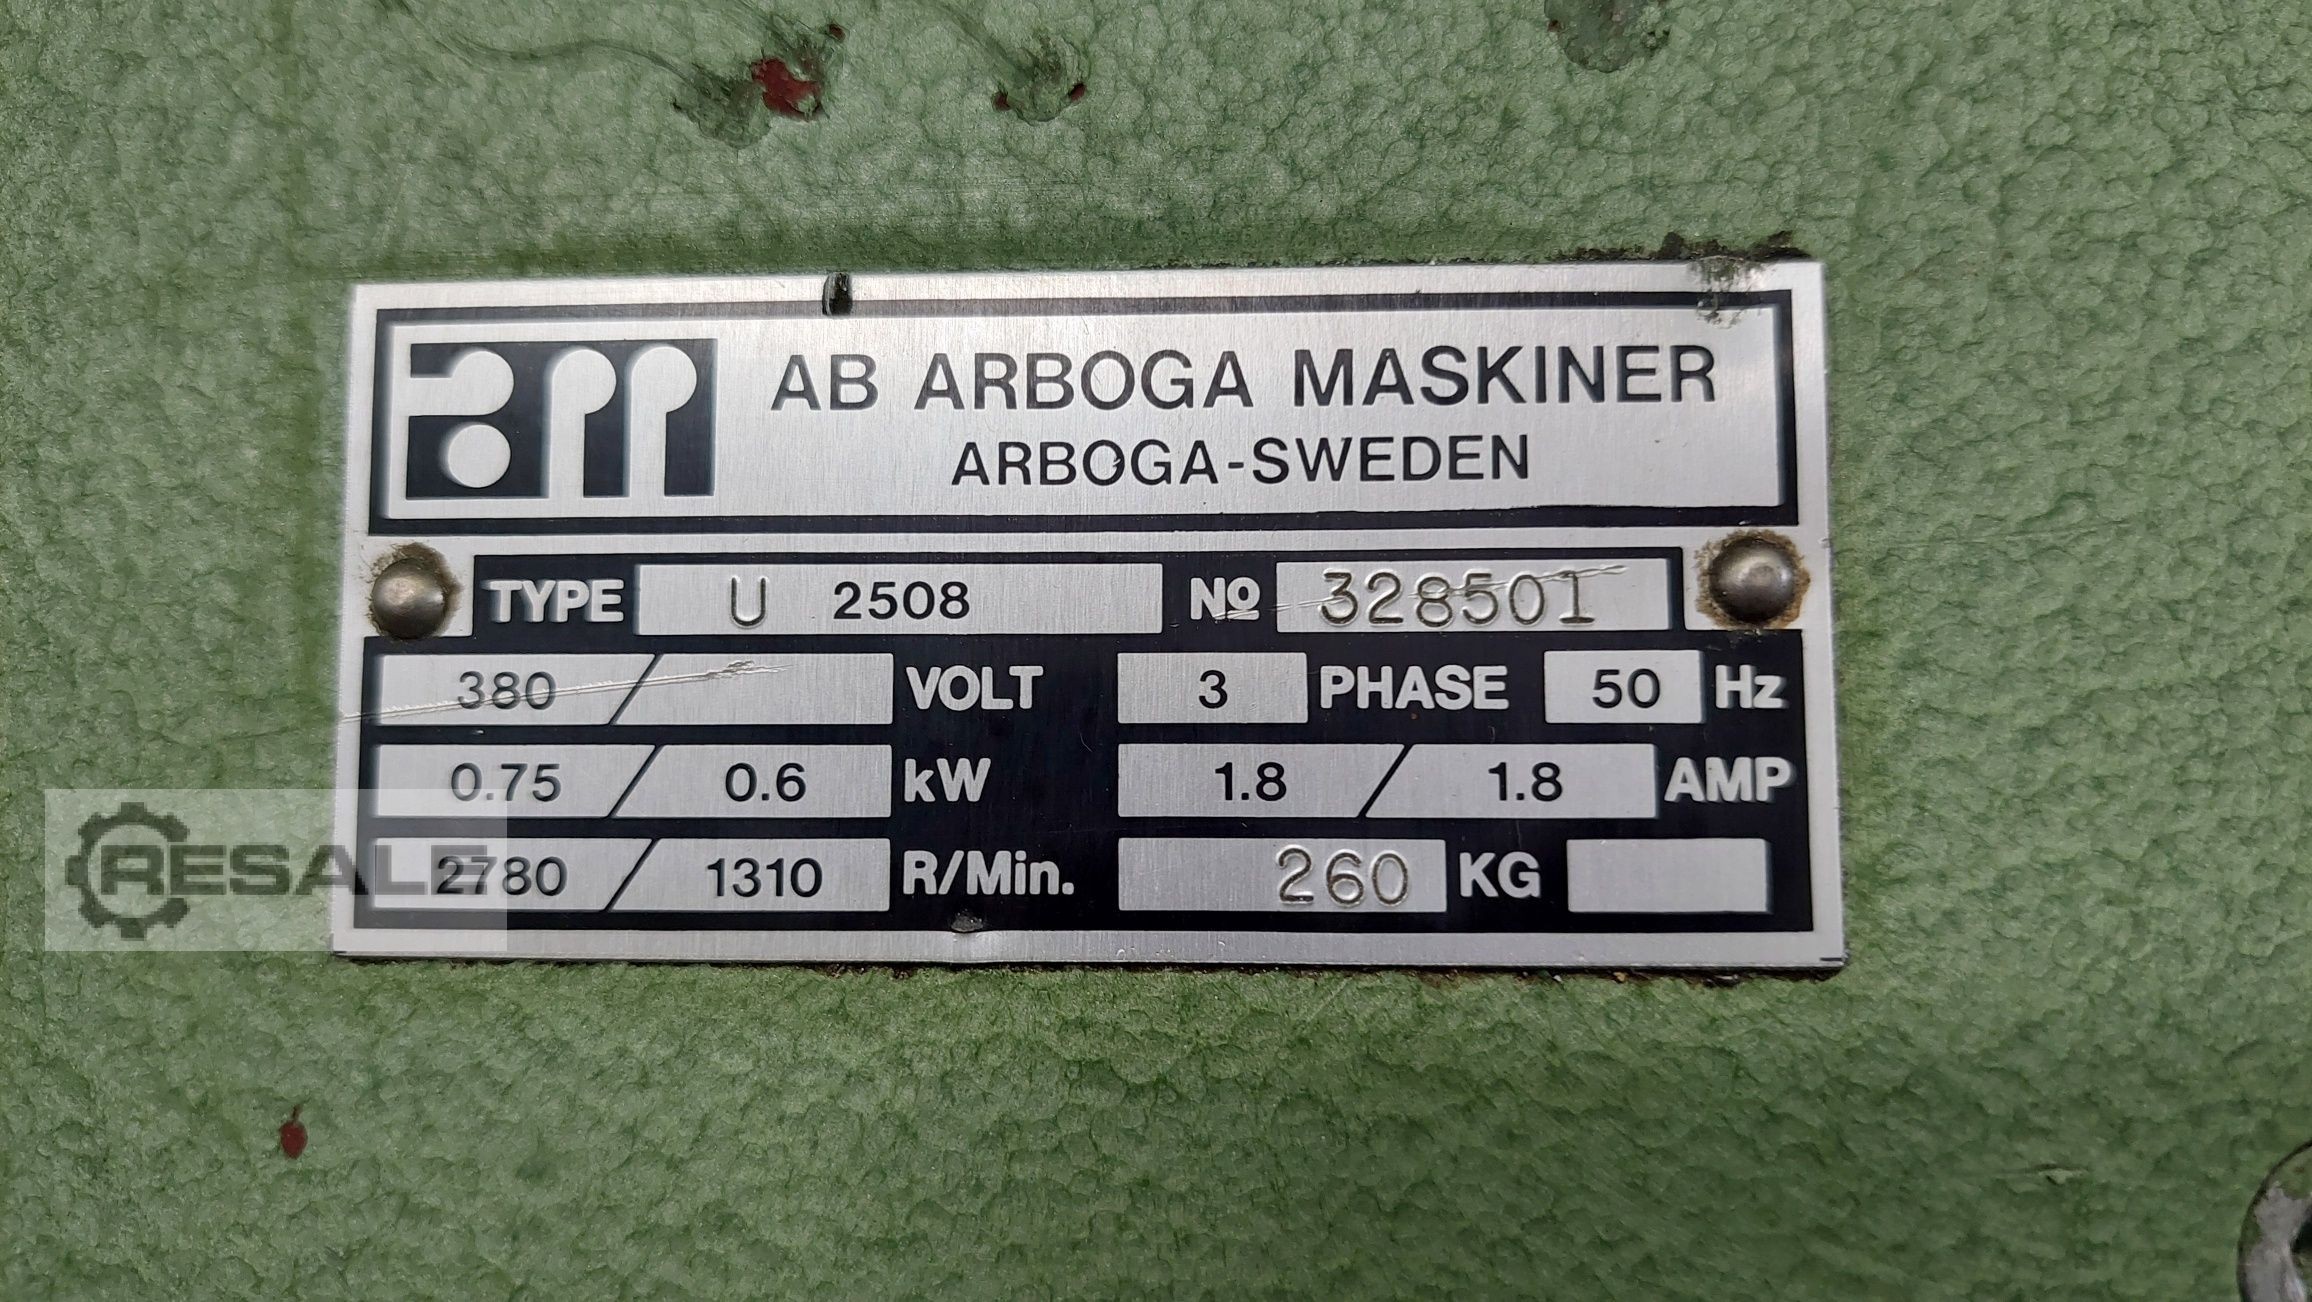 am AB ARBOGA MASKINER
ARBOGA-SWEDEN
TYPE U 2508 Nº 328501
380 / VOLT 3 PHASE 50 Hz
0.75 / 0.6 kW 1.8 / 1.8 AMP
2780 / 1310 R/Min. 260 KG
RESALE